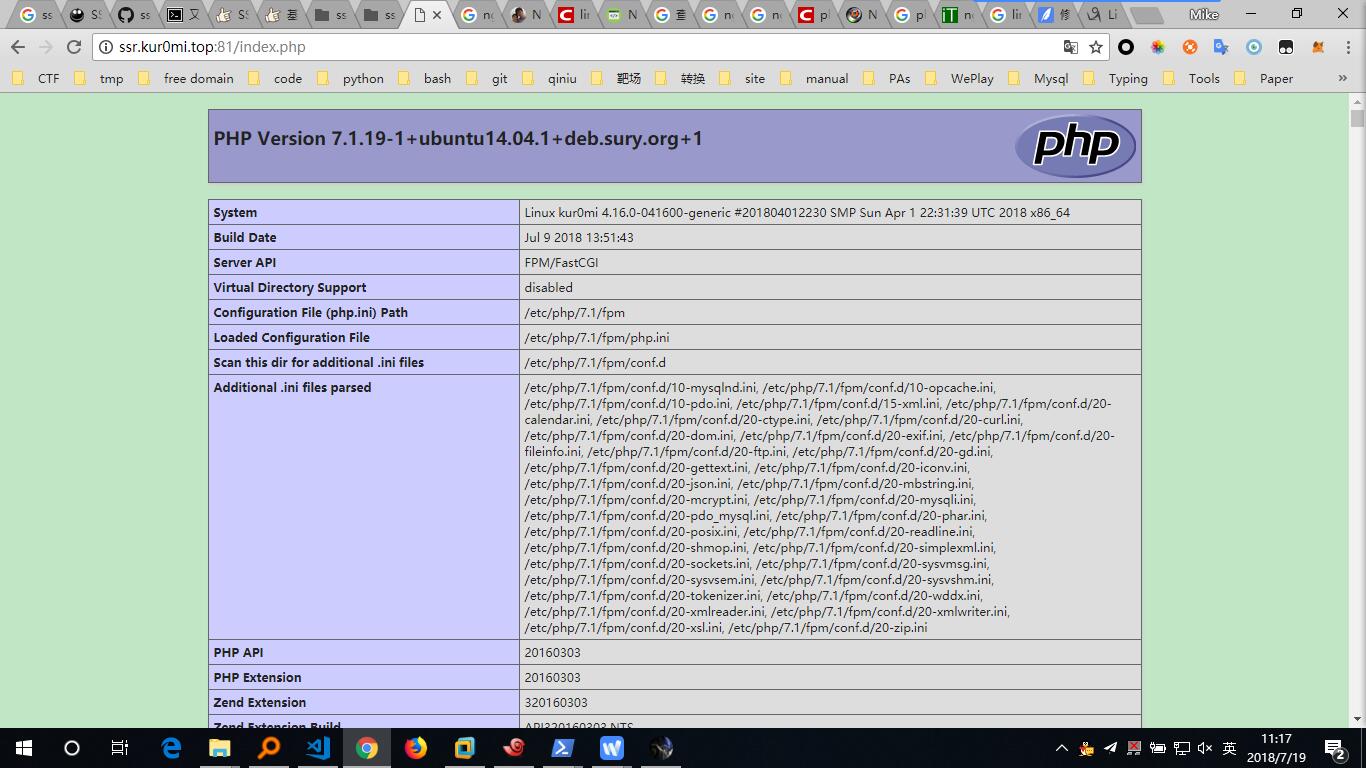 ss
SS
ss
又
SS
羞
ss
ss
ng
N
lin
N
查
no
no
pl
N
pl
no
lin
修
Li
Mike
ssr.kur0mi.top:81/index.php
CTF tmp free domain code python bash git qiniu 靶场 转换 site manual PAs WePlay Mysql Typing Tools Paper »
PHP Version 7.1.19-1+ubuntu14.04.1+deb.sury.org+1
php
System Linux kur0mi 4.16.0-041600-generic #201804012230 SMP Sun Apr 1 22:31:39 UTC 2018 x86_64
Build Date Jul 9 2018 13:51:43
Server API FPM/FastCGI
Virtual Directory Support disabled
Configuration File (php.ini) Path /etc/php/7.1/fpm
Loaded Configuration File /etc/php/7.1/fpm/php.ini
Scan this dir for additional .ini files /etc/php/7.1/fpm/conf.d
Additional .ini files parsed /etc/php/7.1/fpm/conf.d/10-mysqlnd.ini, /etc/php/7.1/fpm/conf.d/10-opcache.ini,
/etc/php/7.1/fpm/conf.d/10-pdo.ini, /etc/php/7.1/fpm/conf.d/15-xml.ini, /etc/php/7.1/fpm/conf.d/20-
calendar.ini, /etc/php/7.1/fpm/conf.d/20-ctype.ini, /etc/php/7.1/fpm/conf.d/20-curl.ini,
/etc/php/7.1/fpm/conf.d/20-dom.ini, /etc/php/7.1/fpm/conf.d/20-exif.ini, /etc/php/7.1/fpm/conf.d/20-
fileinfo.ini, /etc/php/7.1/fpm/conf.d/20-ftp.ini, /etc/php/7.1/fpm/conf.d/20-gd.ini,
/etc/php/7.1/fpm/conf.d/20-gettext.ini, /etc/php/7.1/fpm/conf.d/20-iconv.ini,
/etc/php/7.1/fpm/conf.d/20-json.ini, /etc/php/7.1/fpm/conf.d/20-mbstring.ini,
/etc/php/7.1/fpm/conf.d/20-mcrypt.ini, /etc/php/7.1/fpm/conf.d/20-mysqli.ini,
/etc/php/7.1/fpm/conf.d/20-pdo_mysql.ini, /etc/php/7.1/fpm/conf.d/20-phar.ini,
/etc/php/7.1/fpm/conf.d/20-posix.ini, /etc/php/7.1/fpm/conf.d/20-readline.ini,
/etc/php/7.1/fpm/conf.d/20-shmop.ini, /etc/php/7.1/fpm/conf.d/20-simplexml.ini,
/etc/php/7.1/fpm/conf.d/20-sockets.ini, /etc/php/7.1/fpm/conf.d/20-sysvmsg.ini,
/etc/php/7.1/fpm/conf.d/20-sysvsem.ini, /etc/php/7.1/fpm/conf.d/20-sysvshm.ini,
/etc/php/7.1/fpm/conf.d/20-tokenizer.ini, /etc/php/7.1/fpm/conf.d/20-wddx.ini,
/etc/php/7.1/fpm/conf.d/20-xmlreader.ini, /etc/php/7.1/fpm/conf.d/20-xmlwriter.ini,
/etc/php/7.1/fpm/conf.d/20-xsl.ini, /etc/php/7.1/fpm/conf.d/20-zip.ini
PHP API 20160303
PHP Extension 20160303
Zend Extension 320160303
Zend Extension Build API320160303,NTS
英
11:17
2018/7/19
2